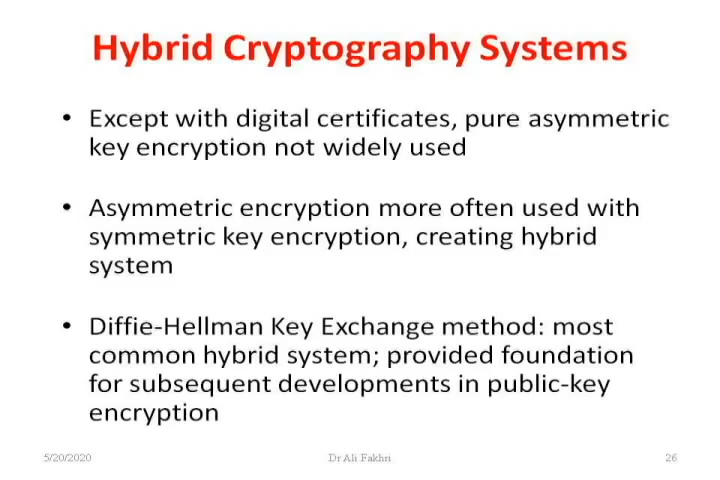 Hybrid Cryptography Systems
• Except with digital certificates, pure asymmetric
key encryption not widely used
• Asymmetric encryption more often used with
symmetric key encryption, creating hybrid
system
• Diffie-Hellman Key Exchange method: most
common hybrid system; provided foundation
for subsequent developments in public-key
encryption
5/20/2020 Dr Ali Fakhri 26